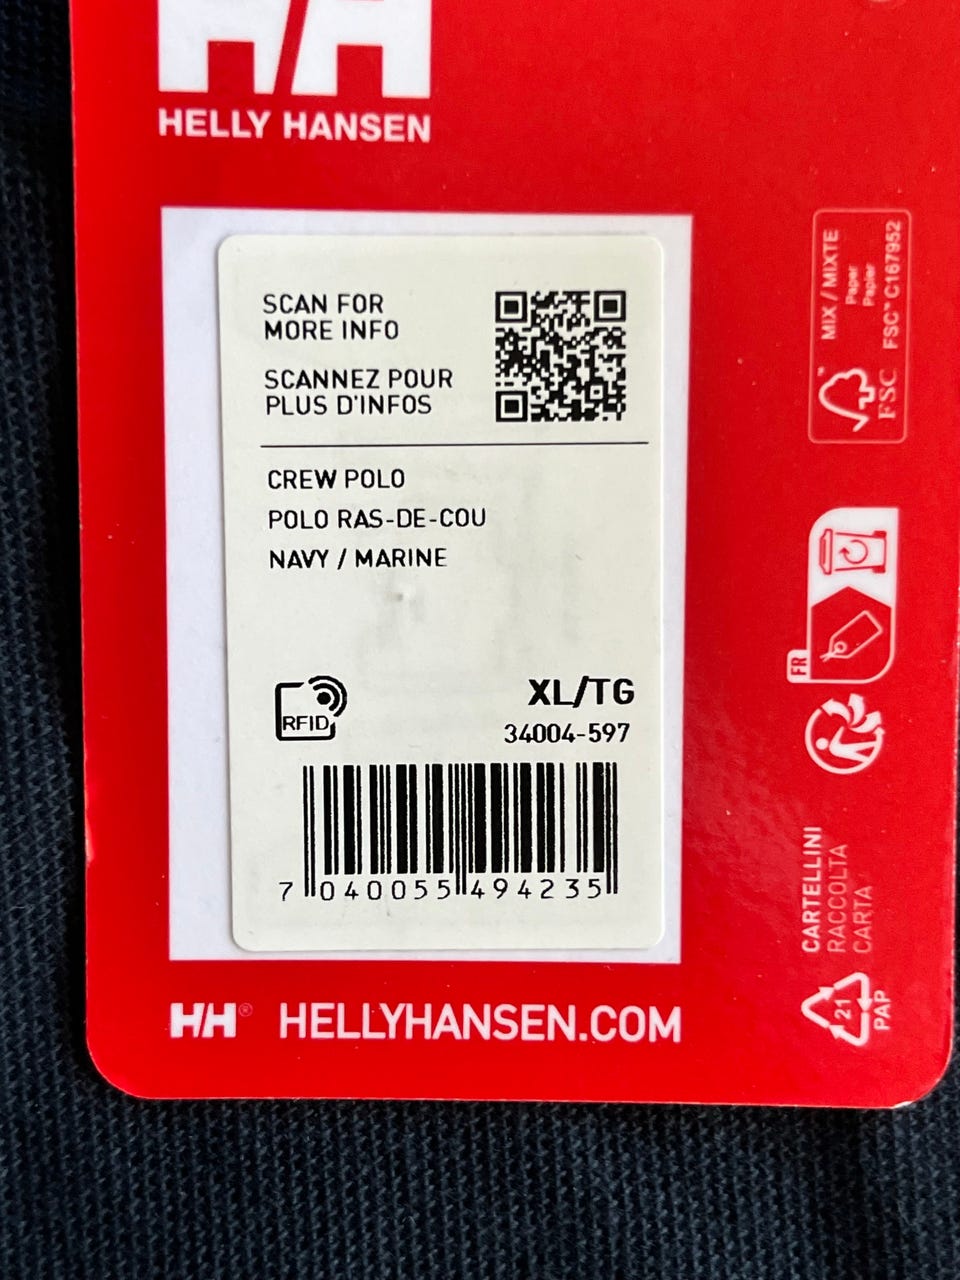 HH
HELLY HANSEN
SCAN FOR
MORE INFO
SCANNEZ POUR
PLUS D'INFOS
CREW POLO
POLO RAS-DE-COU
NAVY / MARINE
RFID
XL/TG
34004-597
7 040055 494235
HH® HELLYHANSEN.COM
MIX / MIXTE
Paper
Papier
FSC™ C167952
FSC
FR
CARTELLINI
RACCOLTA
CARTA
21
PAP